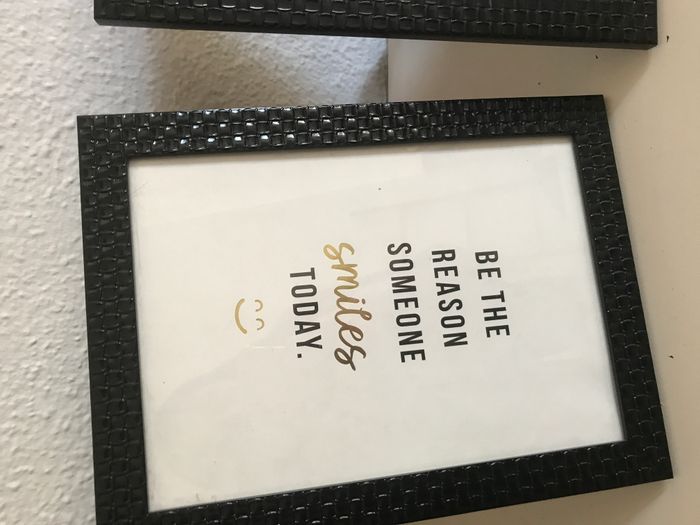 BE THE
REASON
SOMEONE
smiles
TODAY.